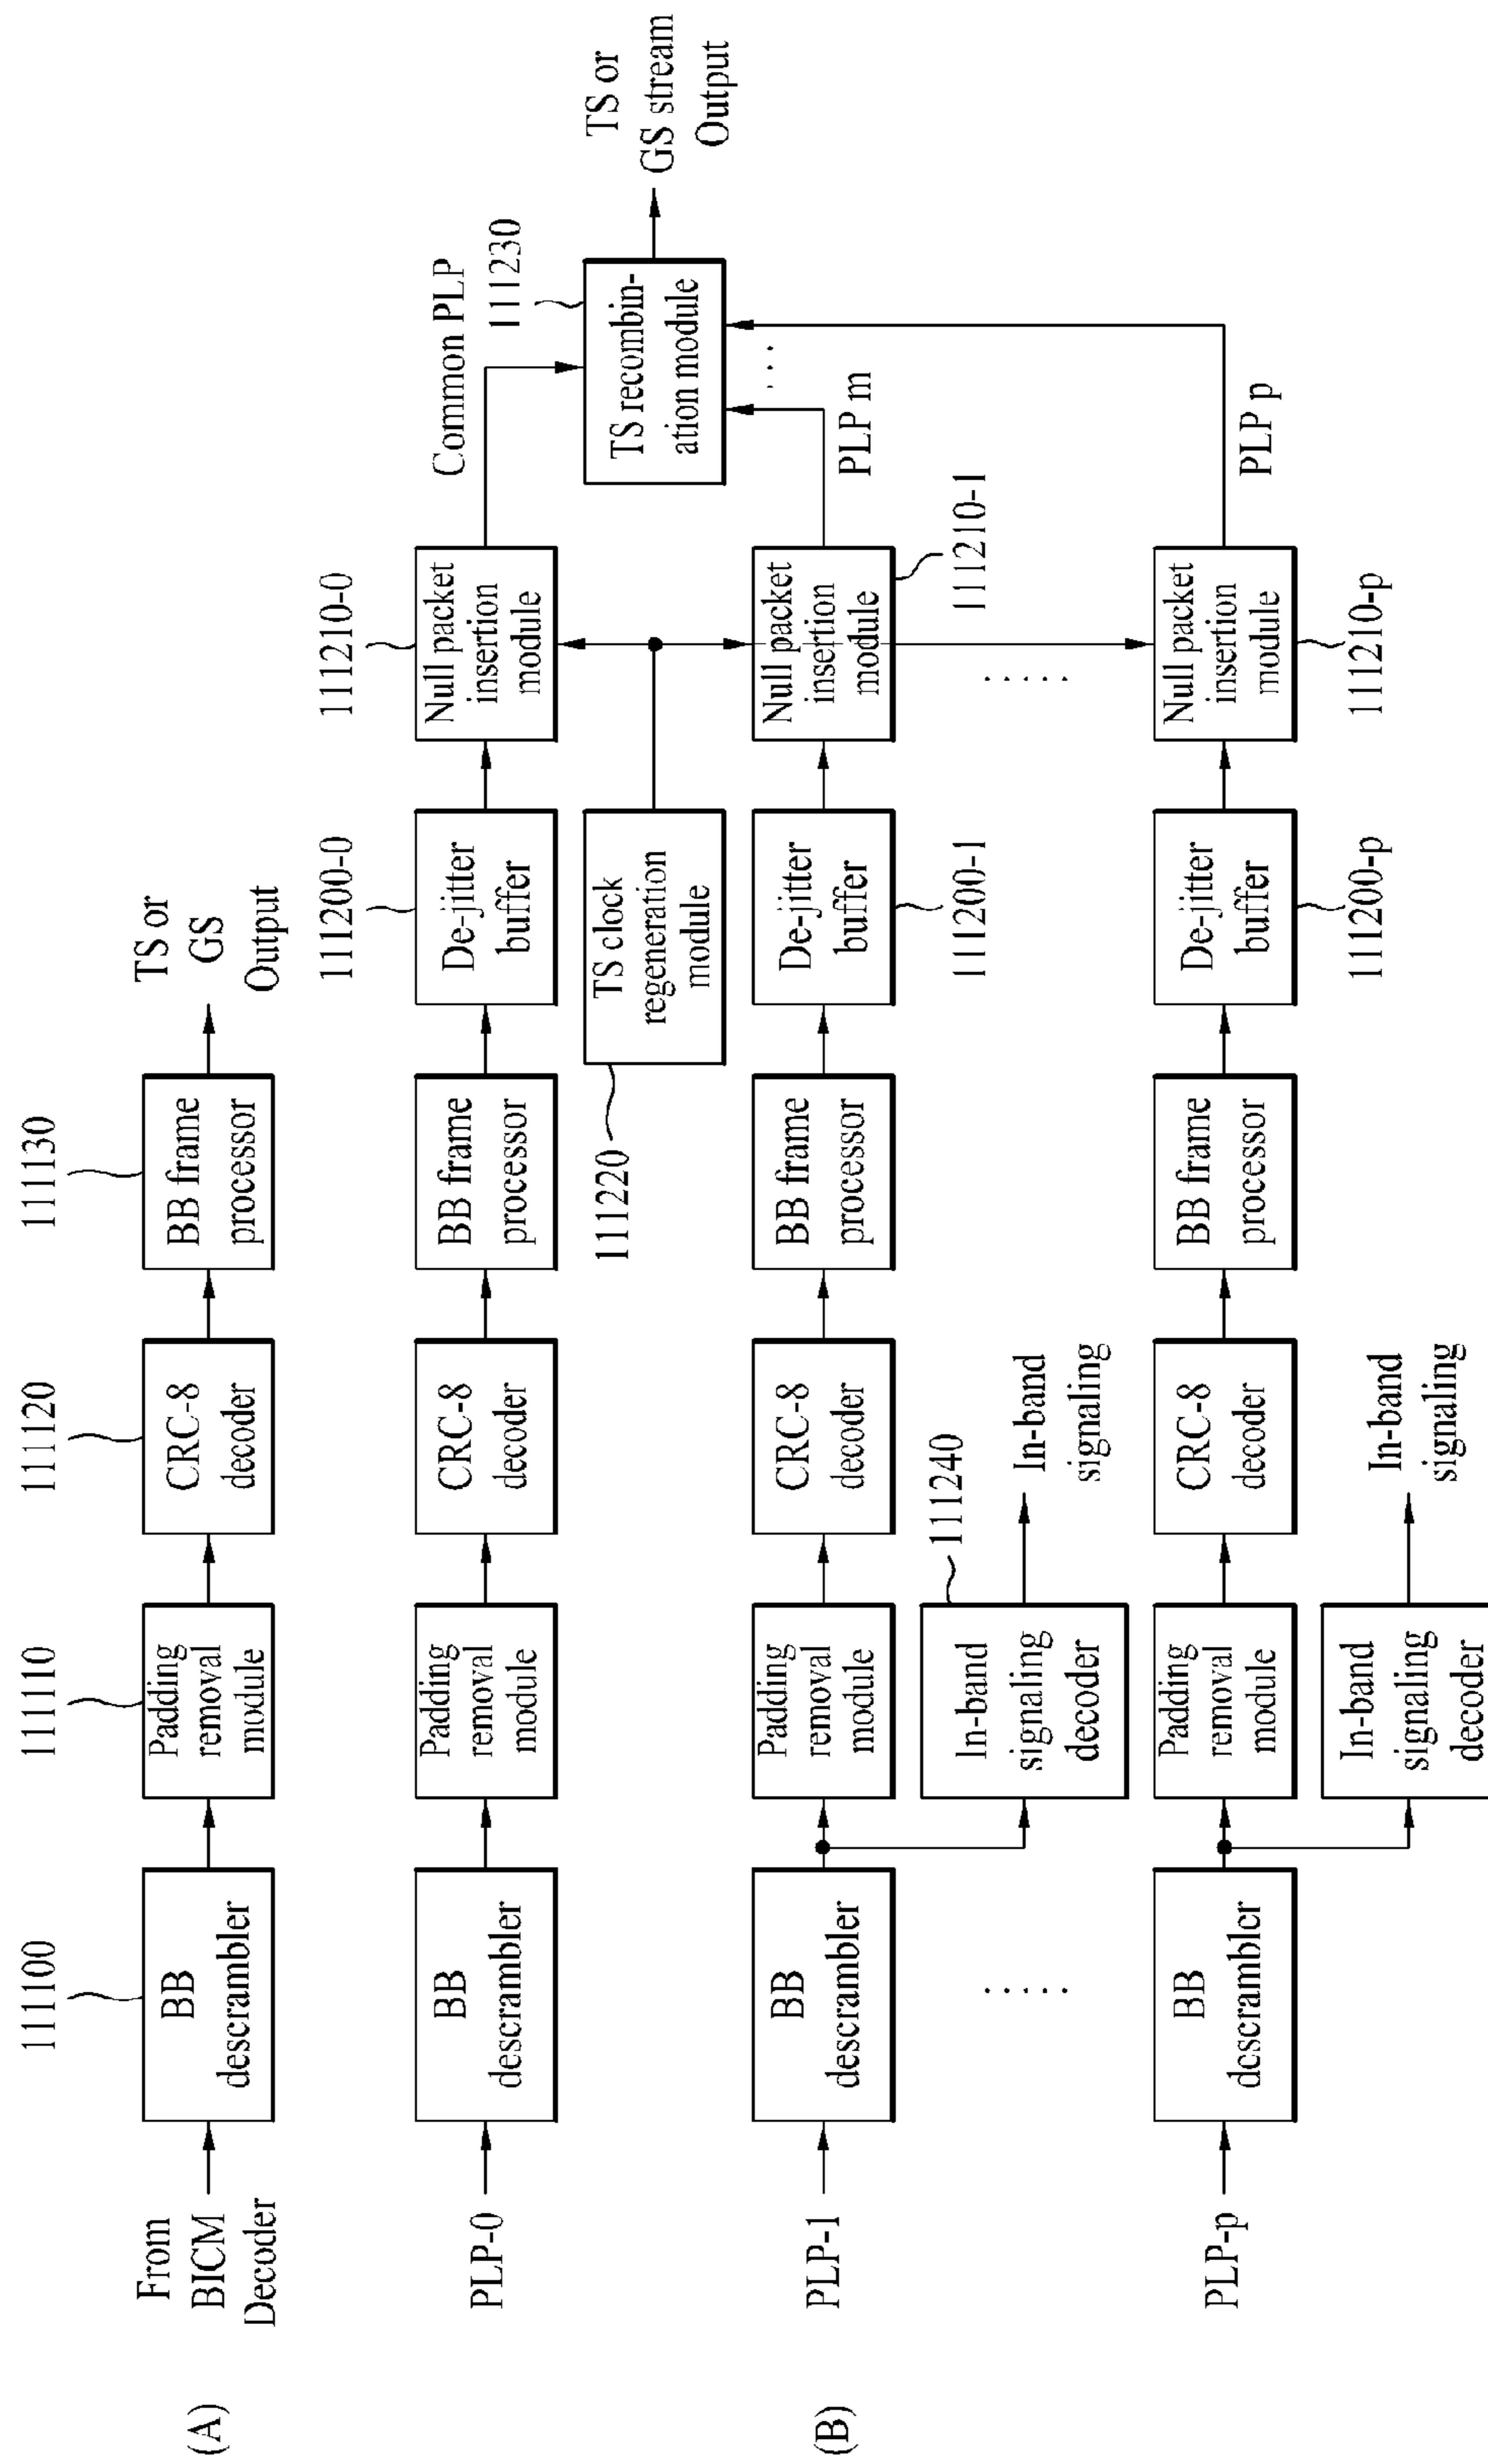 (A)
From
BICM
Decoder
111100
BB
descrambler
111110
Padding
removal
module
111120
CRC-8
decoder
111130
BB frame
processor
TS or
GS
Output
PLP-0
BB
descrambler
Padding
removal
module
CRC-8
decoder
BB frame
processor
111200-0
De-jitter
buffer
111210-0
Null packet
insertion
module
Common PLP
111220
TS clock
regeneration
module
111230
TS recombin-
ation module
TS or
GS stream
Output
(B)
PLP-1
BB
descrambler
Padding
removal
module
CRC-8
decoder
BB frame
processor
De-jitter
buffer
111200-1
Null packet
insertion
module
111210-1
PLP m
. . .
In-band
signaling
decoder
111240
In-band
signaling
. . . . .
. . . . .
PLP-p
BB
descrambler
Padding
removal
module
CRC-8
decoder
BB frame
processor
De-jitter
buffer
111200-p
Null packet
insertion
module
111210-p
PLP p
In-band
signaling
decoder
In-band
signaling